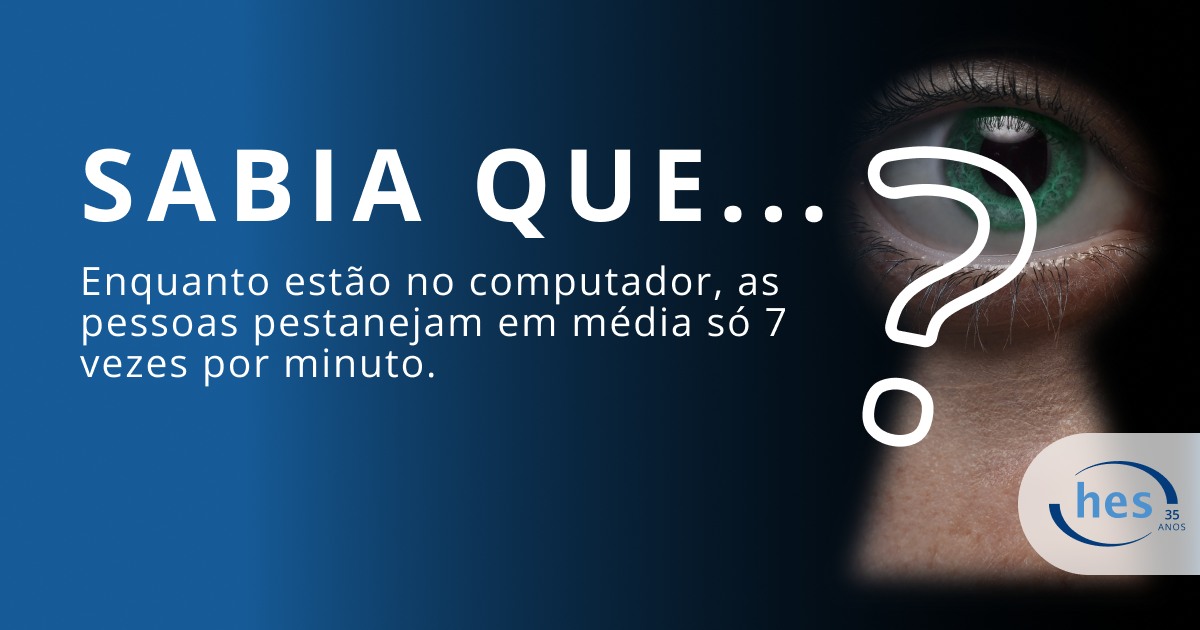 SABIA QUE...
Enquanto estão no computador, as
pessoas pestanejam em média só 7
vezes por minuto.
?
hes
35
ANOS